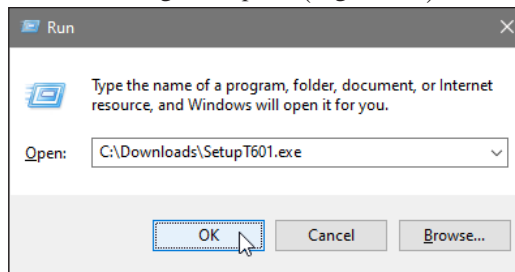 Run
Type the name of a program, folder, document, or Internet
resource, and Windows will open it for you.
Open: C:\Downloads\SetupT601.exe
OK Cancel Browse...